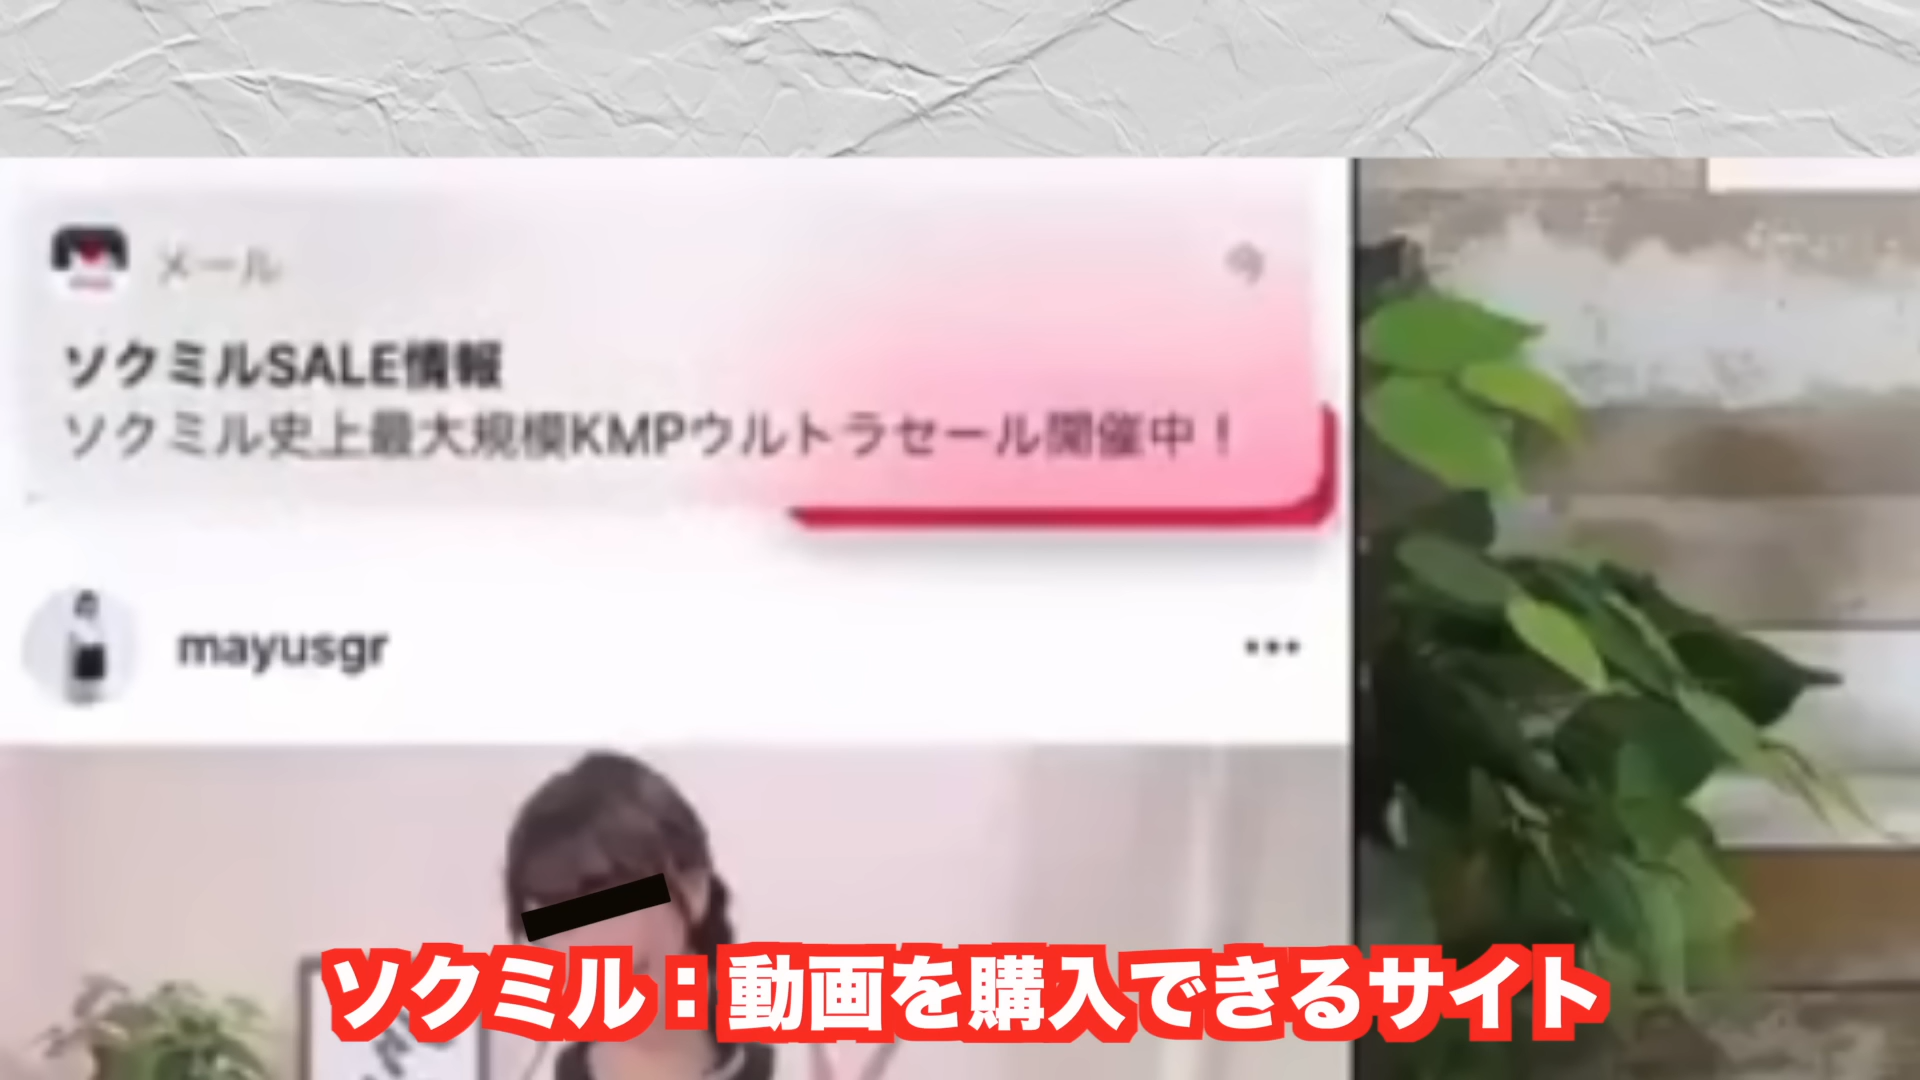 メール
今
ソクミルSALE情報
ソクミル史上最大規模KMPウルトラセール開催中！
mayusgr
ソクミル：動画を購入できるサイト